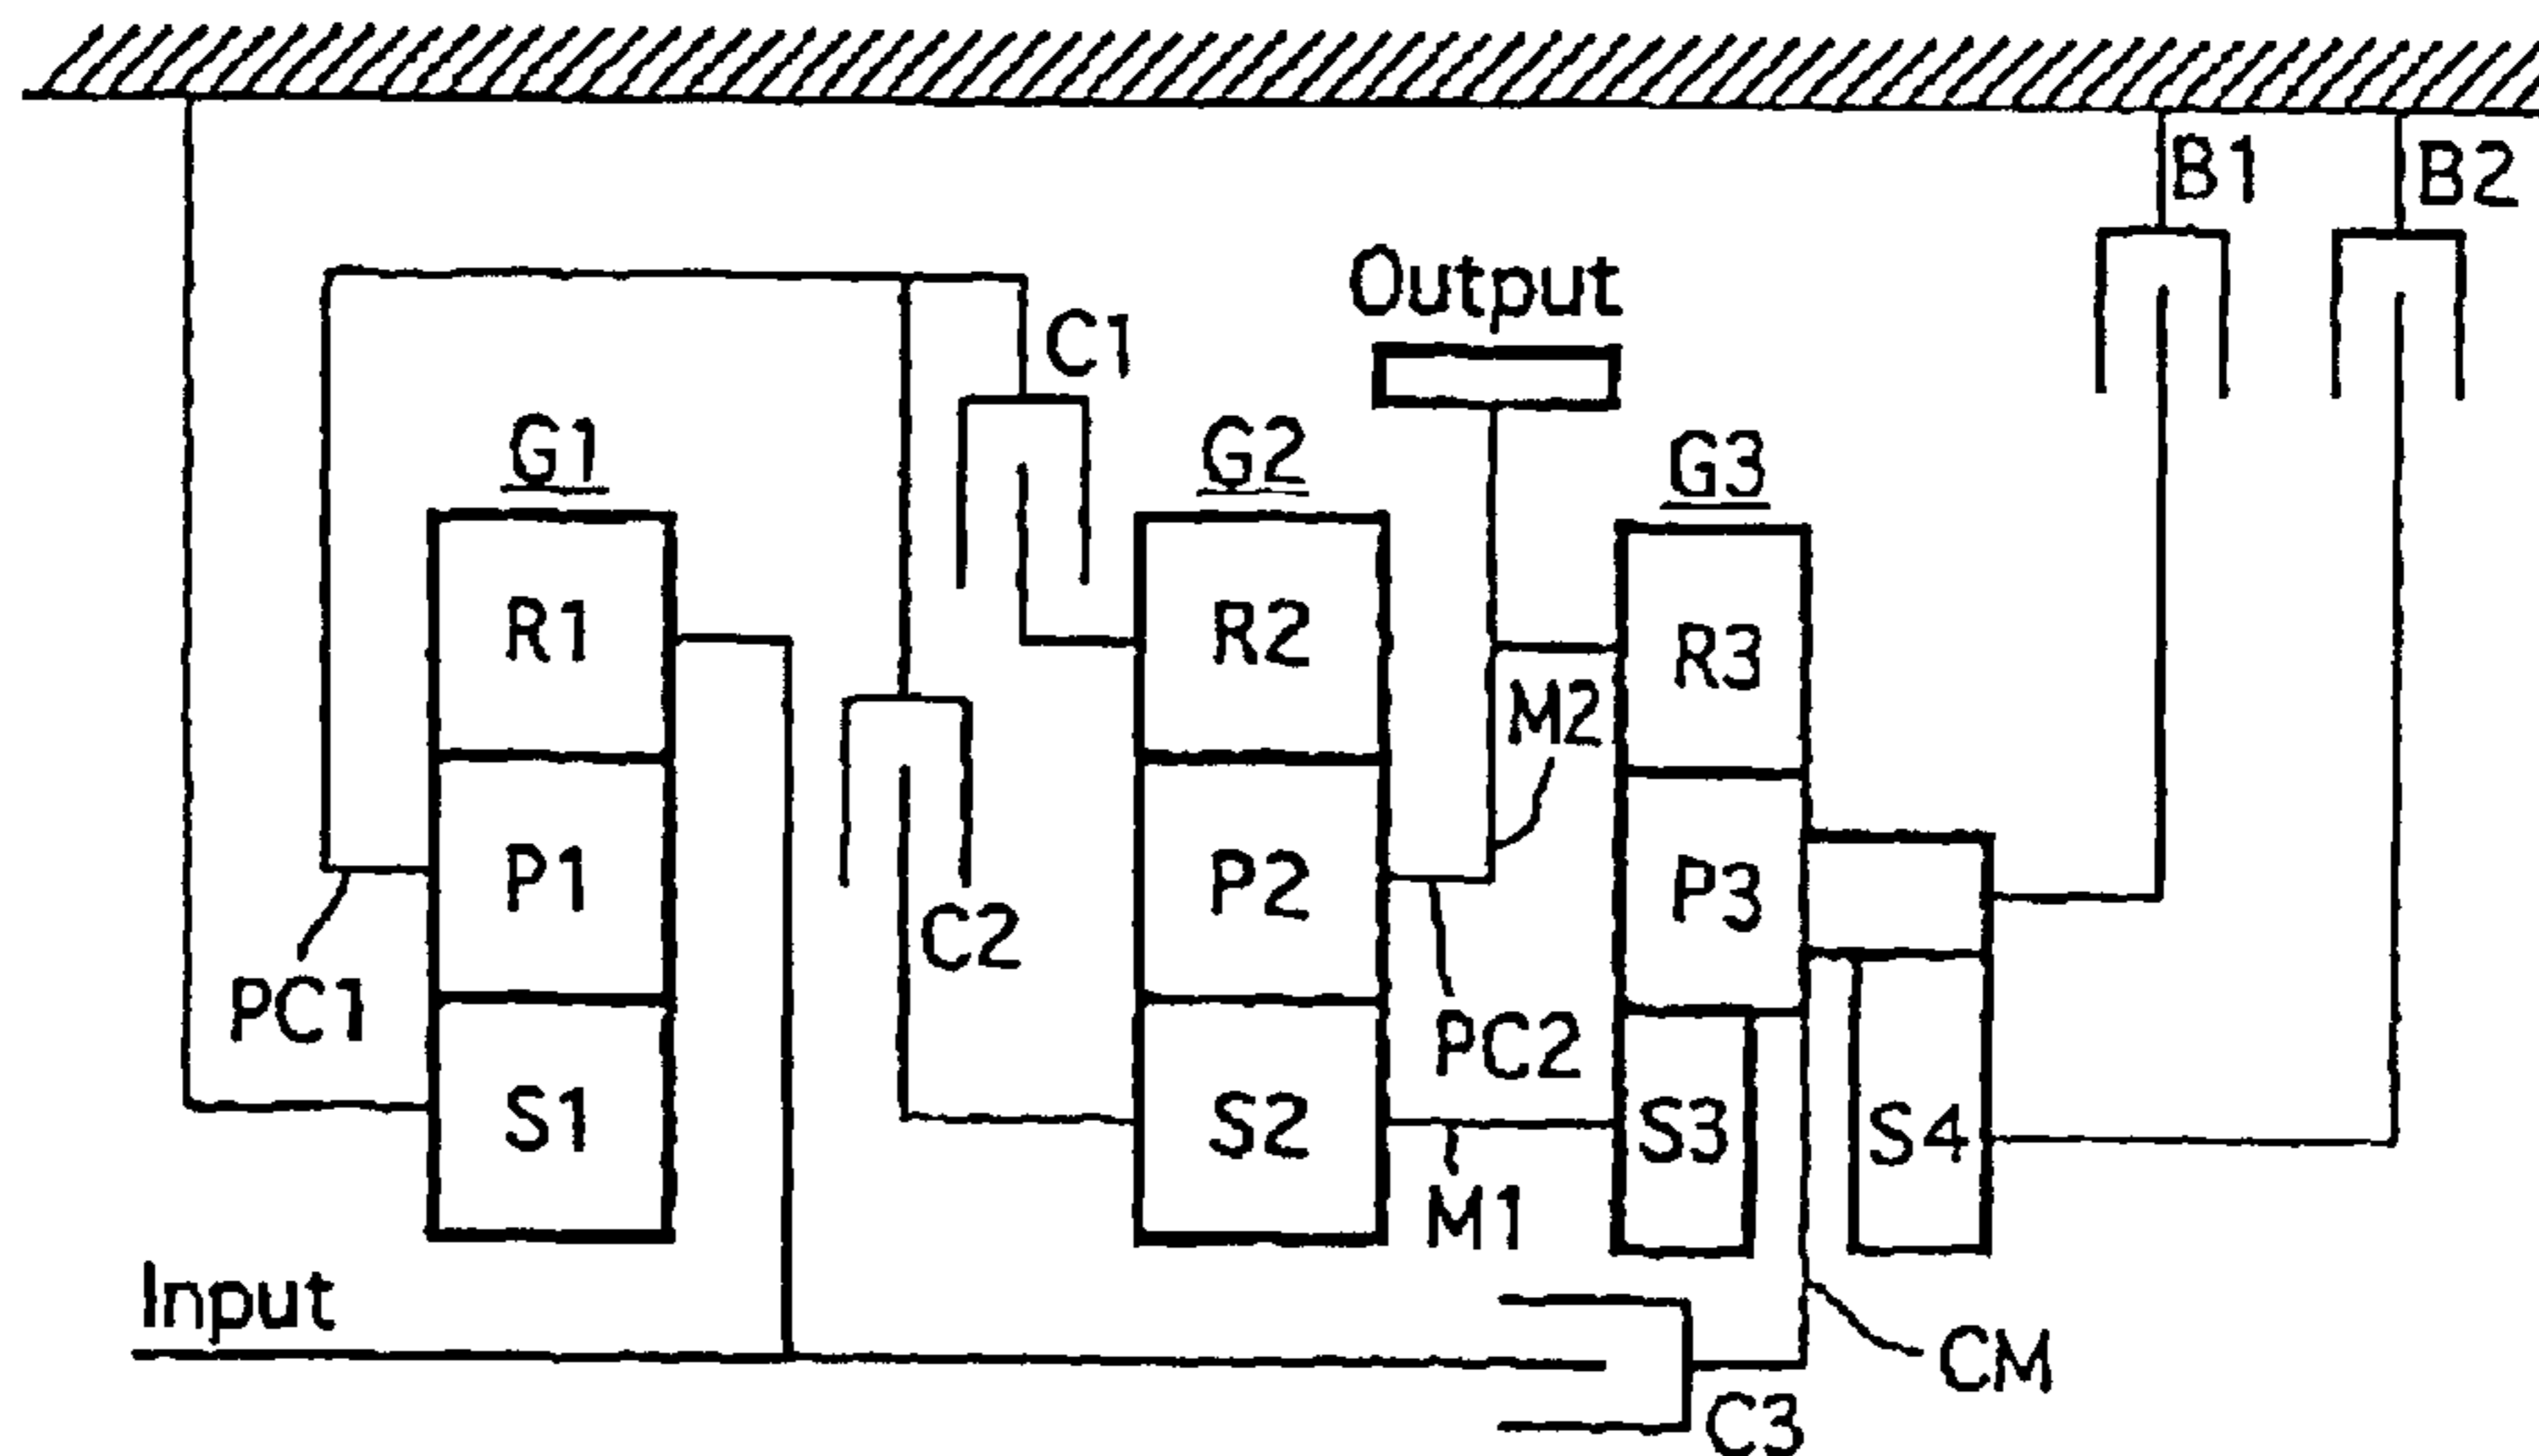 B1
B2
Output
C1
G1
G2
G3
R1
R2
R3
M2
P1
P2
P3
C2
PC1
PC2
S1
S2
S3
S4
M1
Input
CM
C3